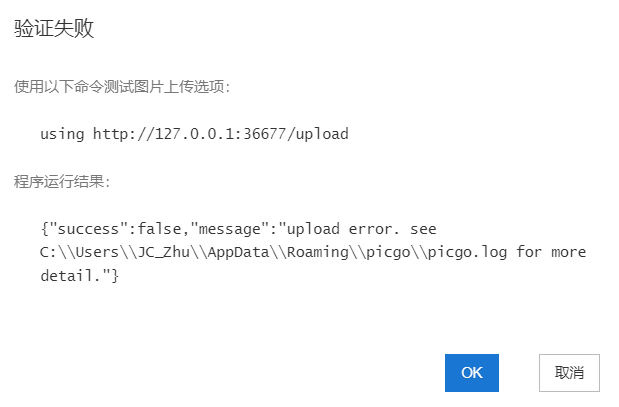 验证失败
使用以下命令测试图片上传选项:
using http://127.0.0.1:36677/upload
程序运行结果:
{"success":false,"message":"upload error. see
C:\\Users\\JC_Zhu\\AppData\\Roaming\\picgo\\picgo.log for more
detail."}
OK
取消